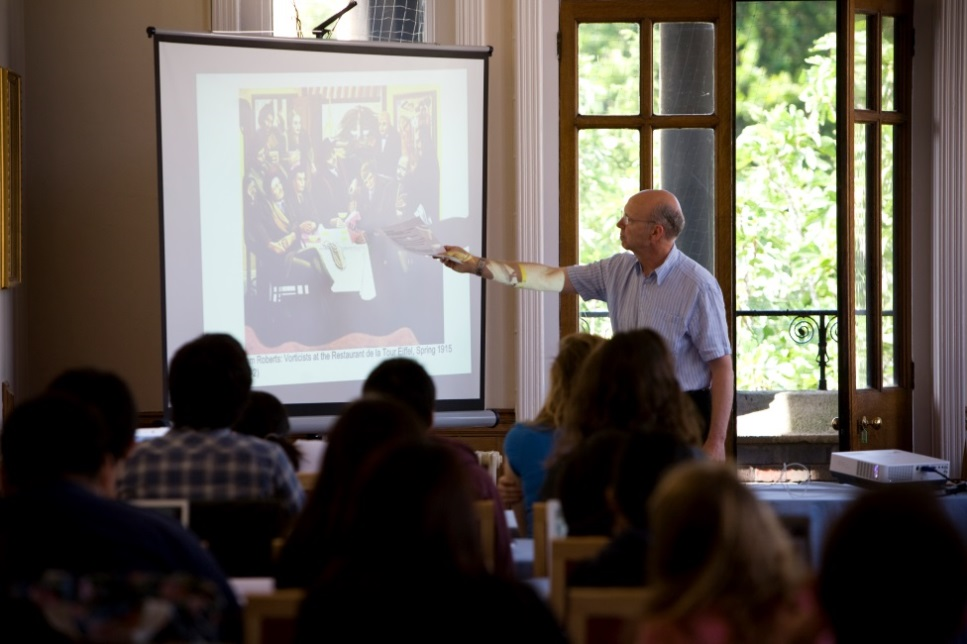 Roberts: Vorticists at the Restaurant de la Tour Eiffel, Spring 1915